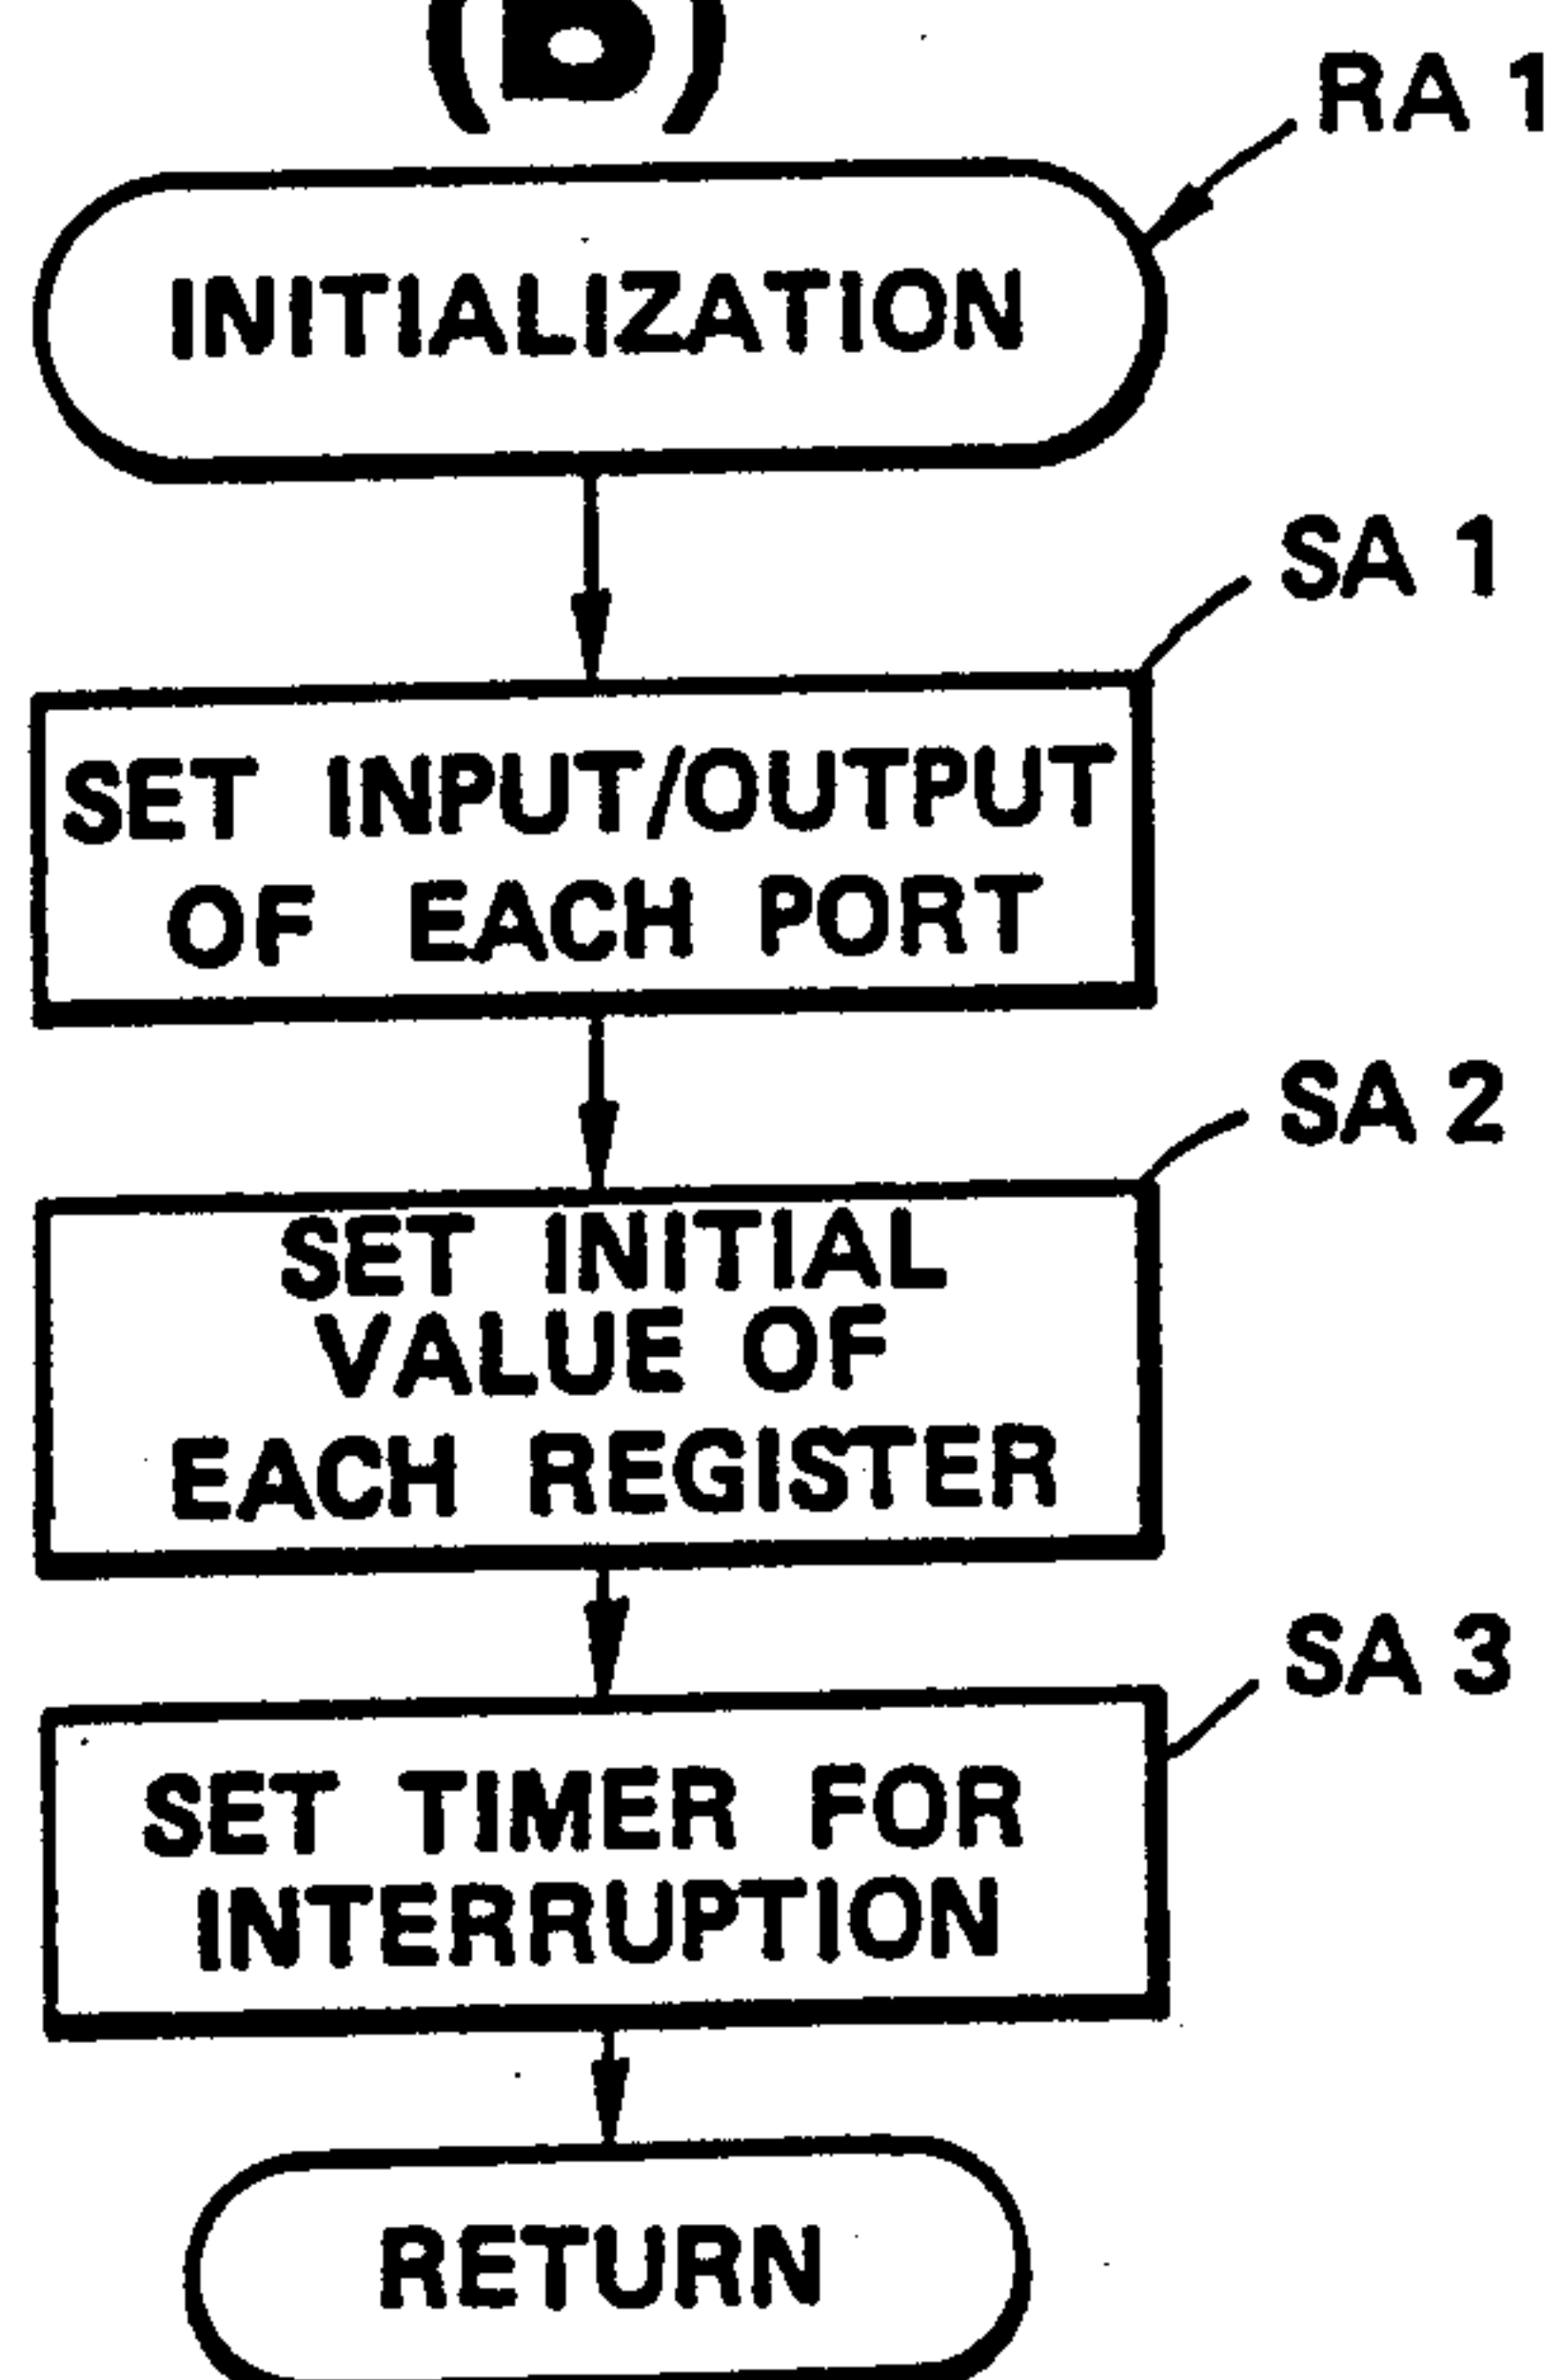 RA 1
INITIALIZATION
SA 1
SET INPUT/OUTPUT
OF EACH PORT
SA 2
SET INITIAL
VALUE OF
EACH REGISTER
SA 3
SET TIMER FOR
INTERRUPTION
RETURN